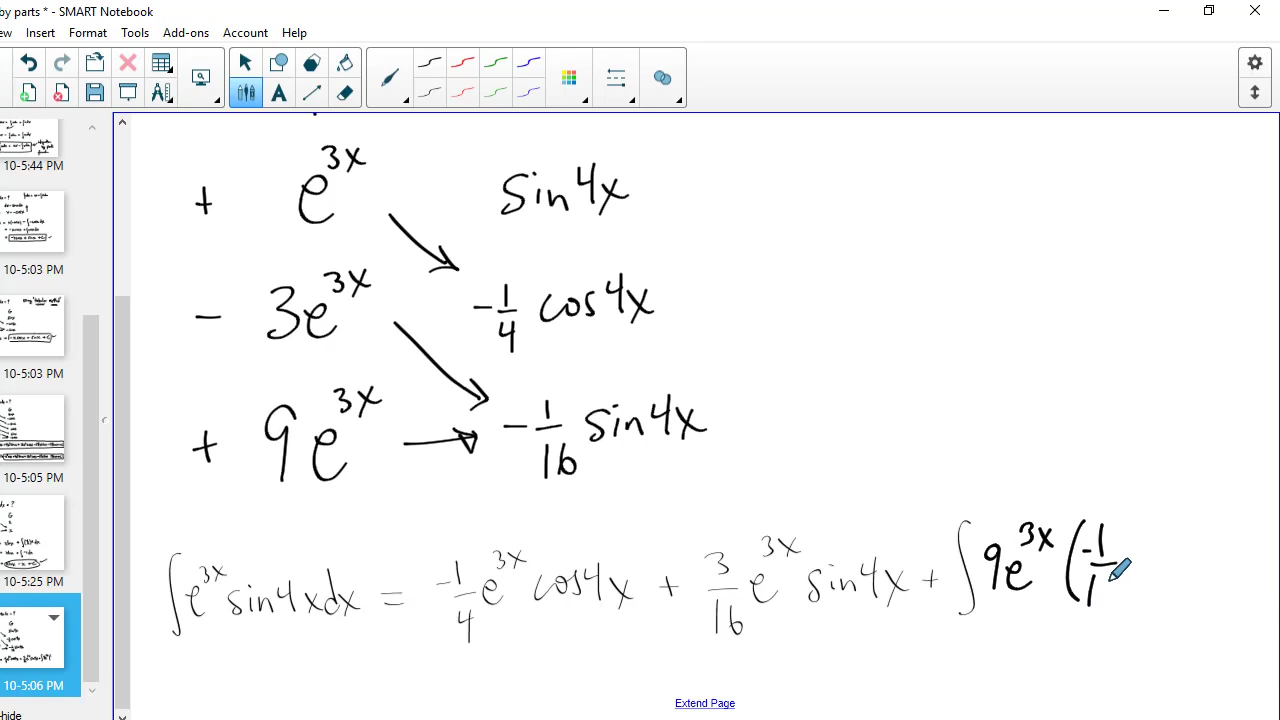 by parts * - SMART Notebook
ew Insert Format Tools Add-ons Account Help
10-5:44 PM
10-5:03 PM
10-5:03 PM
10-5:05 PM
10-5:25 PM
10-5:06 PM
-hide
+ e^{3x} sin4x
- 3e^{3x} -1/4 cos4x
+ 9e^{3x} -1/16 sin4x
∫e^{3x} sin4xdx = -1/4 e^{3x} cos4x + 3/16 e^{3x} sin4x + ∫9e^{3x} (-1/1
Extend Page